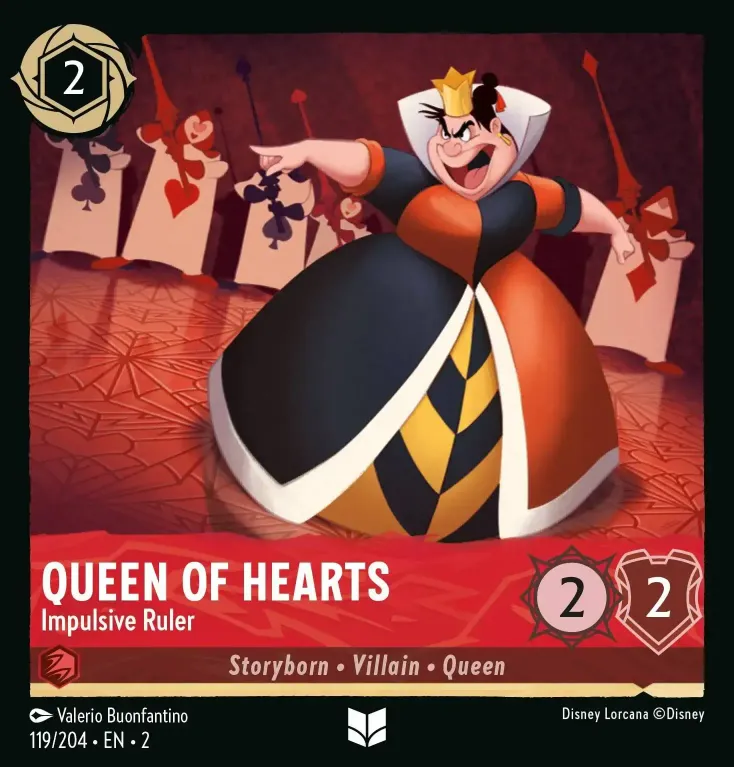 2
QUEEN OF HEARTS
Impulsive Ruler
2 2
Storyborn • Villain • Queen
Valerio Buonfantino
119/204 • EN • 2
Disney Lorcana ©Disney